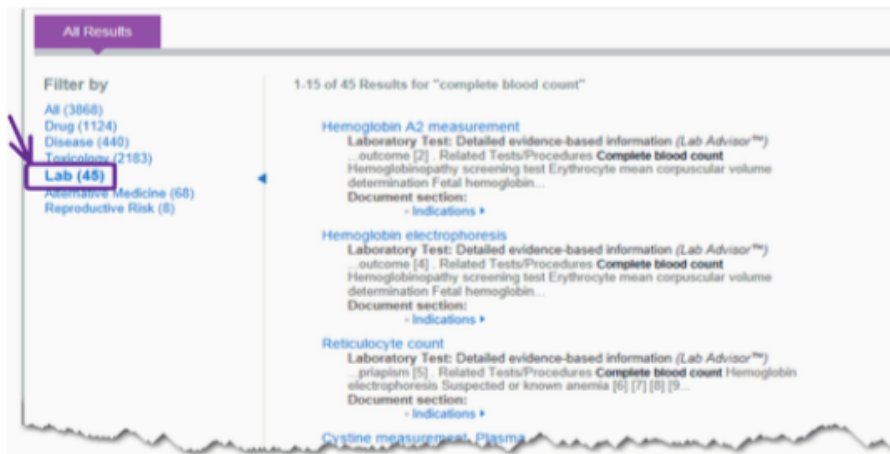 All Results
Filter by
All (3868)
Drug (1124)
Disease (440)
Toxicology (2183)
Lab (45)
Alternative Medicine (68)
Reproductive Risk (8)
1-15 of 45 Results for "complete blood count"
Hemoglobin A2 measurement
Laboratory Test: Detailed evidence-based information (Lab Advisor™)
...outcome [2] . Related Tests/Procedures Complete blood count
Hemoglobinopathy screening test Erythrocyte mean corpuscular volume
determination Fetal hemoglobin...
Document section:
- Indications
Hemoglobin electrophoresis
Laboratory Test: Detailed evidence-based information (Lab Advisor™)
...outcome [4] . Related Tests/Procedures Complete blood count
Hemoglobinopathy screening test Erythrocyte mean corpuscular volume
determination Fetal hemoglobin...
Document section:
- Indications
Reticulocyte count
Laboratory Test: Detailed evidence-based information (Lab Advisor™)
...priapism [5] . Related Tests/Procedures Complete blood count Hemoglobin
electrophoresis Suspected or known anemia [6] [7] [8] [9...
Document section:
- Indications
Cystine measurement, Plasma